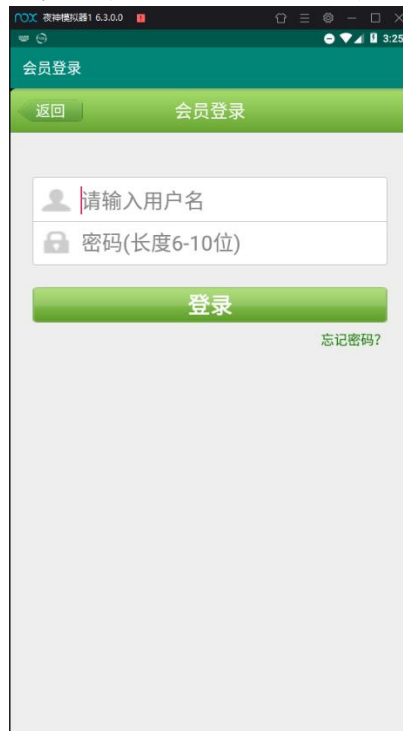 nox 夜神模拟器1 6.3.0.0
3:25
会员登录
返回 会员登录
请输入用户名
密码(长度6-10位)
登录
忘记密码?